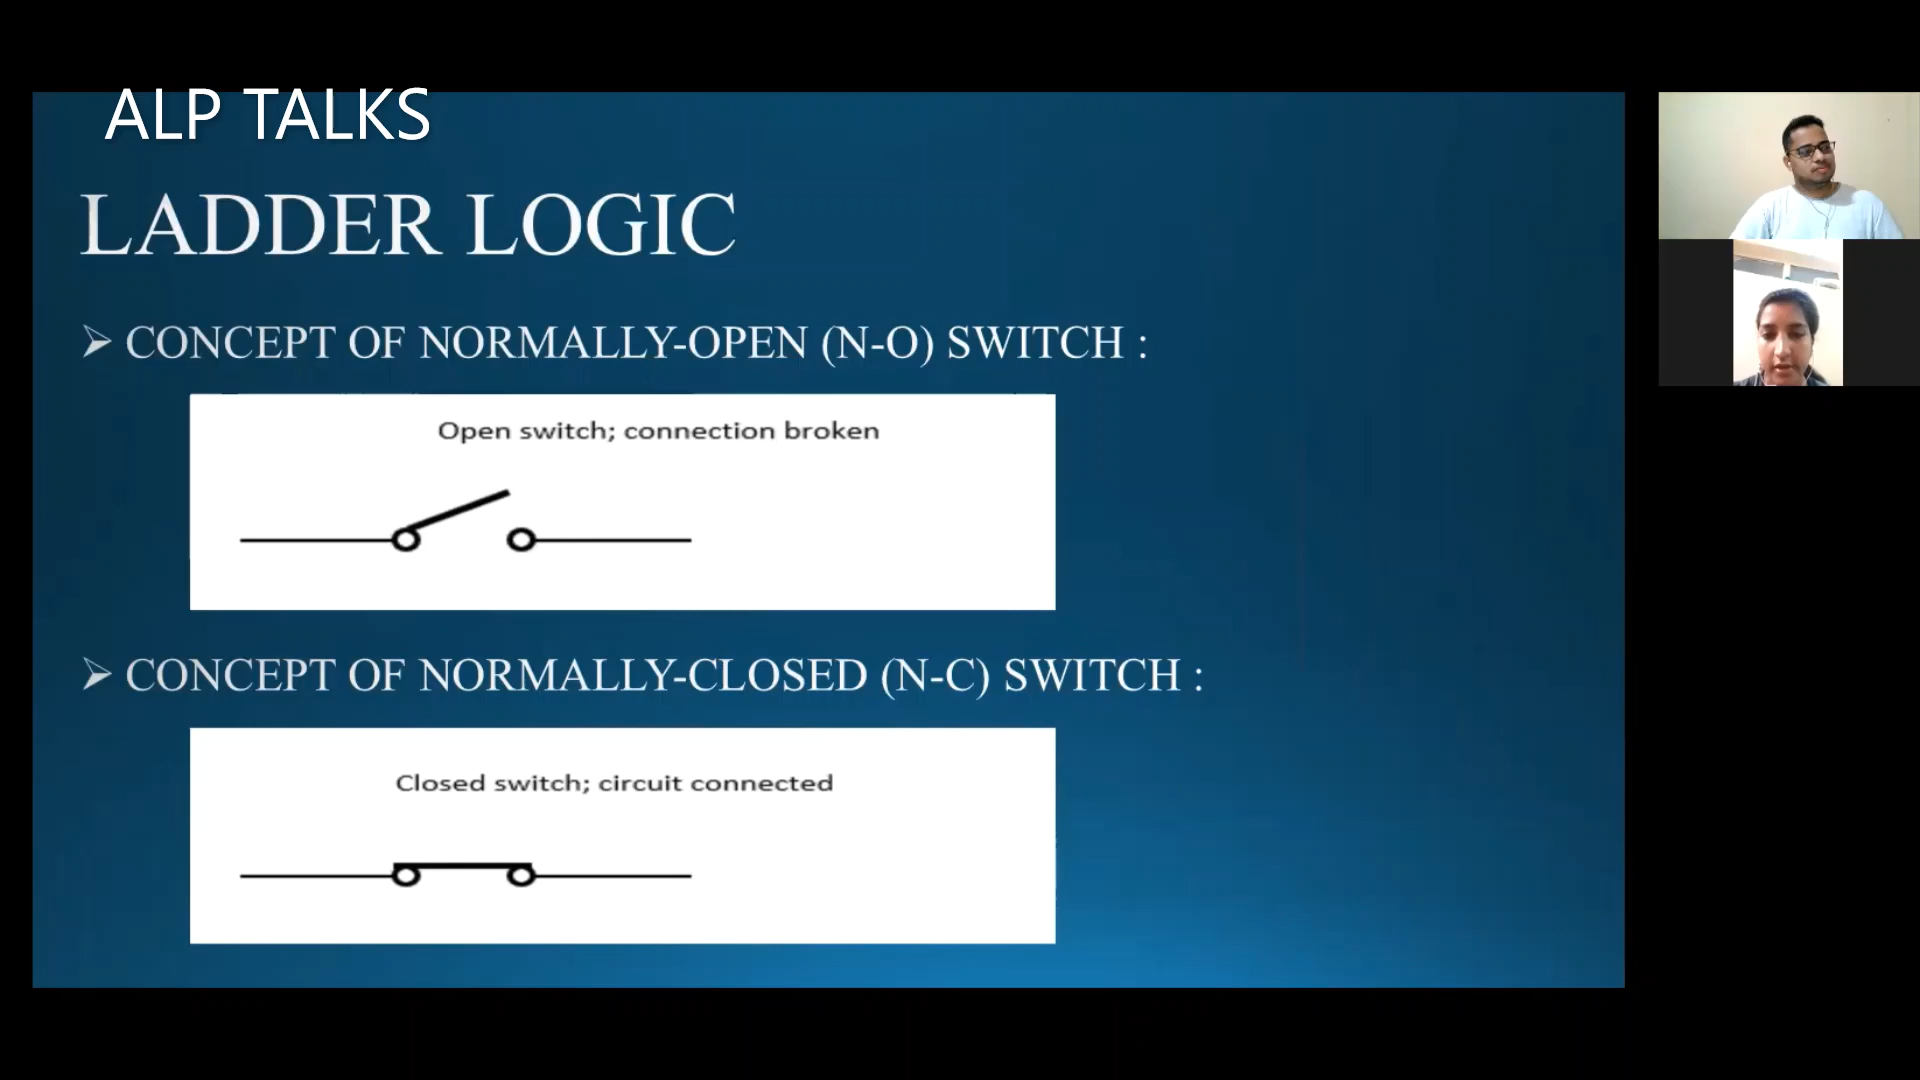 ALP TALKS
LADDER LOGIC
➢ CONCEPT OF NORMALLY-OPEN (N-O) SWITCH :
Open switch; connection broken
➢ CONCEPT OF NORMALLY-CLOSED (N-C) SWITCH :
Closed switch; circuit connected